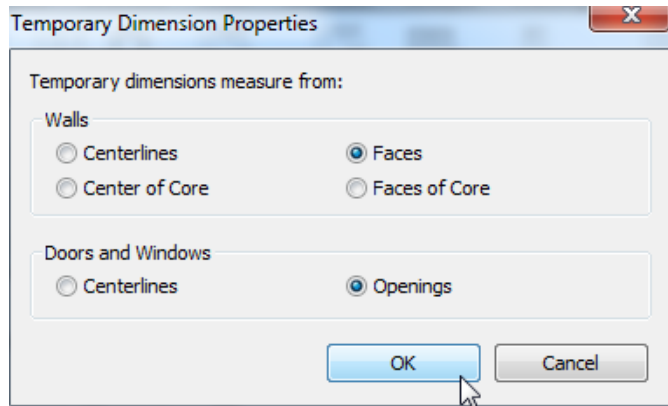 Temporary Dimension Properties
Temporary dimensions measure from:
Walls
Centerlines Faces
Center of Core Faces of Core
Doors and Windows
Centerlines Openings
OK Cancel